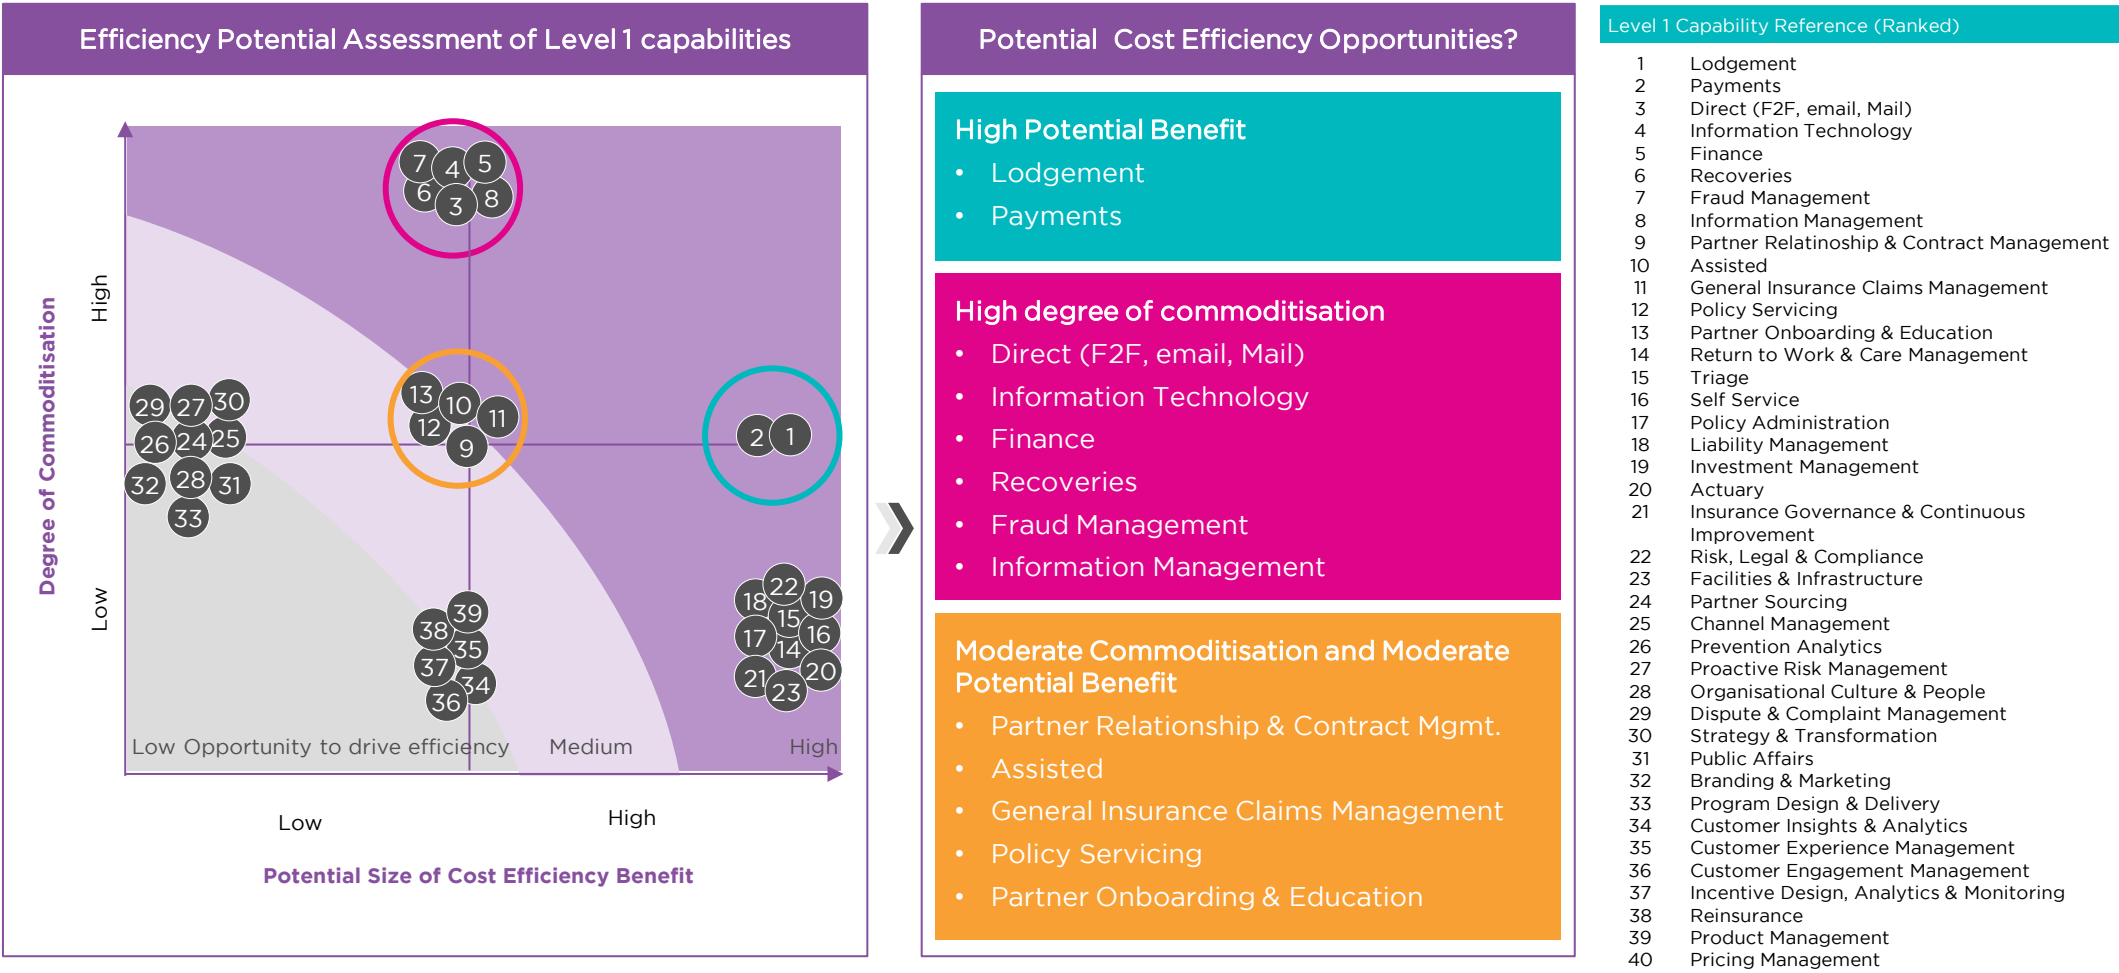 Efficiency Potential Assessment of Level 1 capabilities
Degree of Commoditisation
High
Low
7
4
5
6
3
8
13
10
11
12
9
2
1
29
27
30
26
24
25
32
28
31
33
39
38
35
37
34
36
22
18
19
15
17
16
14
21
20
23
Low Opportunity to drive efficiency
Medium
High
Low
High
Potential Size of Cost Efficiency Benefit
Potential Cost Efficiency Opportunities?
High Potential Benefit
• Lodgement
• Payments
High degree of commoditisation
• Direct (F2F, email, Mail)
• Information Technology
• Finance
• Recoveries
• Fraud Management
• Information Management
Moderate Commoditisation and Moderate
Potential Benefit
• Partner Relationship & Contract Mgmt.
• Assisted
• General Insurance Claims Management
• Policy Servicing
• Partner Onboarding & Education
Level 1 Capability Reference (Ranked)
1 Lodgement
2 Payments
3 Direct (F2F, email, Mail)
4 Information Technology
5 Finance
6 Recoveries
7 Fraud Management
8 Information Management
9 Partner Relatinoship & Contract Management
10 Assisted
11 General Insurance Claims Management
12 Policy Servicing
13 Partner Onboarding & Education
14 Return to Work & Care Management
15 Triage
16 Self Service
17 Policy Administration
18 Liability Management
19 Investment Management
20 Actuary
21 Insurance Governance & Continuous
Improvement
22 Risk, Legal & Compliance
23 Facilities & Infrastructure
24 Partner Sourcing
25 Channel Management
26 Prevention Analytics
27 Proactive Risk Management
28 Organisational Culture & People
29 Dispute & Complaint Management
30 Strategy & Transformation
31 Public Affairs
32 Branding & Marketing
33 Program Design & Delivery
34 Customer Insights & Analytics
35 Customer Experience Management
36 Customer Engagement Management
37 Incentive Design, Analytics & Monitoring
38 Reinsurance
39 Product Management
40 Pricing Management